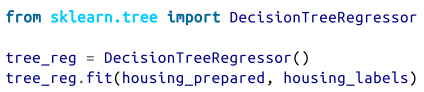 from sklearn.tree import DecisionTreeRegressor
tree_reg = DecisionTreeRegressor()
tree_reg.fit(housing_prepared, housing_labels)